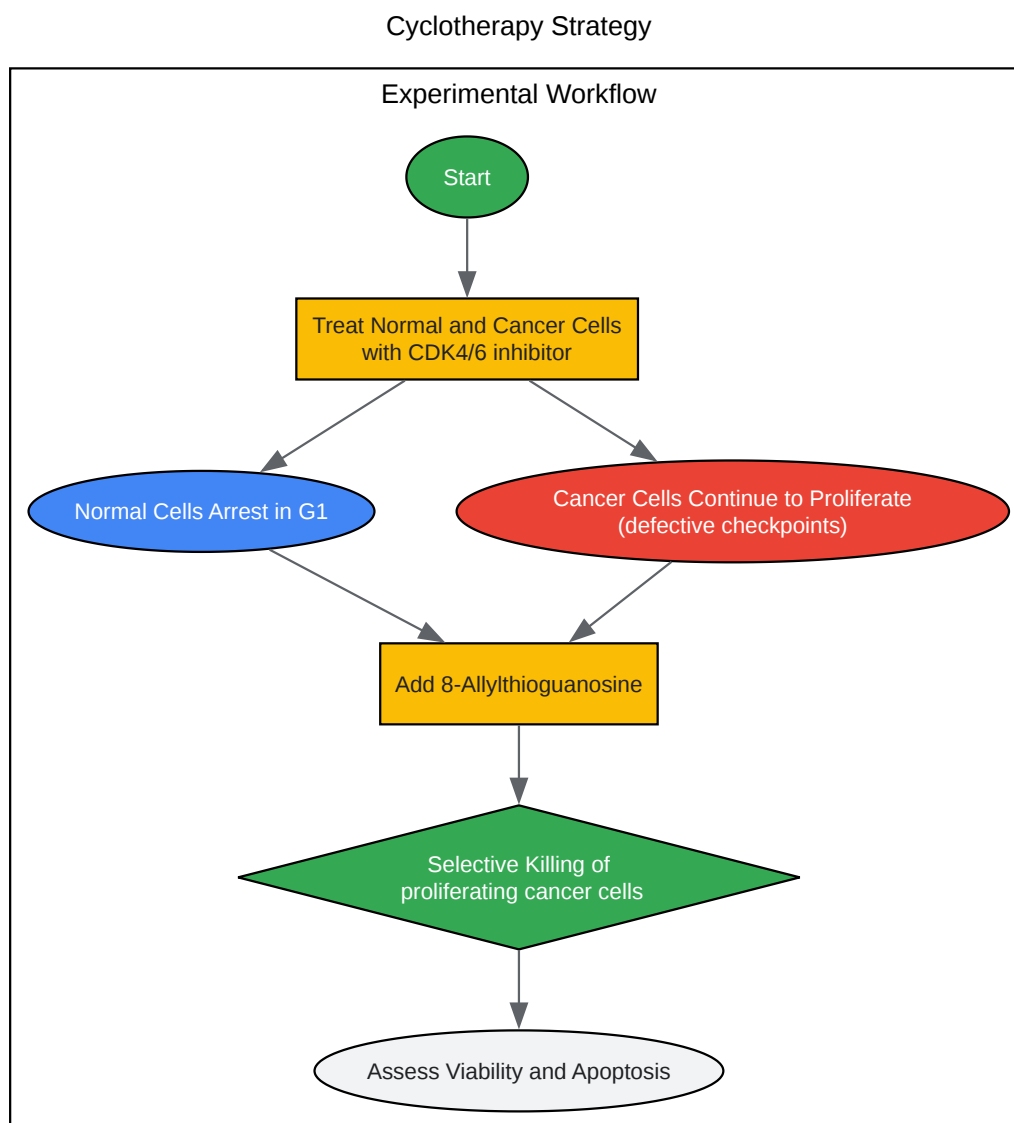 Cyclotherapy Strategy
Experimental Workflow
Start
Treat Normal and Cancer Cells
with CDK4/6 inhibitor
Normal Cells Arrest in G1
Cancer Cells Continue to Proliferate
(defective checkpoints)
Add 8-Allylthioguanosine
Selective Killing of
proliferating cancer cells
Assess Viability and Apoptosis